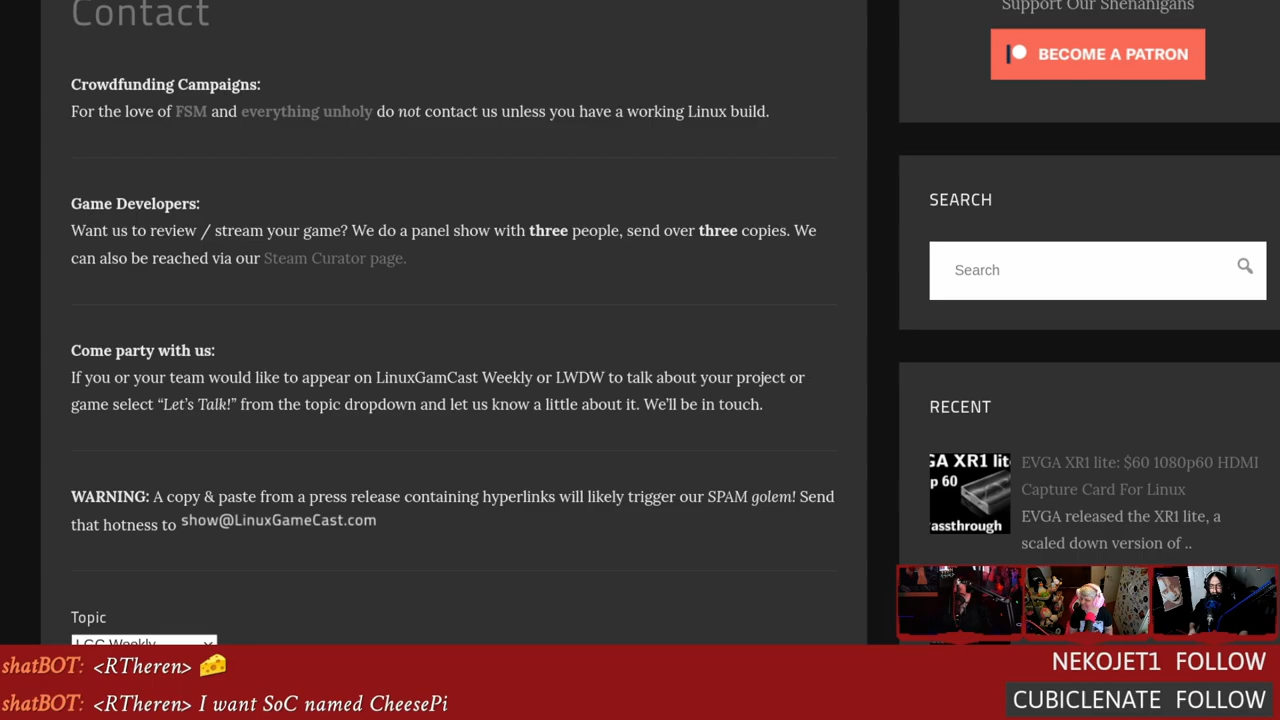 Contact
Crowdfunding Campaigns:
For the love of FSM and everything unholy do not contact us unless you have a working Linux build.
Game Developers:
Want us to review / stream your game? We do a panel show with three people, send over three copies. We
can also be reached via our Steam Curator page.
Come party with us:
If you or your team would like to appear on LinuxGamCast Weekly or LWDW to talk about your project or
game select “Let’s Talk!” from the topic dropdown and let us know a little about it. We’ll be in touch.
WARNING: A copy & paste from a press release containing hyperlinks will likely trigger our SPAM golem! Send
that hotness to show@LinuxGameCast.com
Topic
LGC Weekly
Support Our Shenanigans
BECOME A PATRON
SEARCH
Search
RECENT
GA XR1 lit
p 60
assthrough
EVGA XR1 lite: $60 1080p60 HDMI
Capture Card For Linux
EVGA released the XR1 lite, a
scaled down version of ..
shatBOT: <RTheren> 🧀
shatBOT: <RTheren> I want SoC named CheesePi
NEKOJET1 FOLLOW
CUBICLENATE FOLLOW